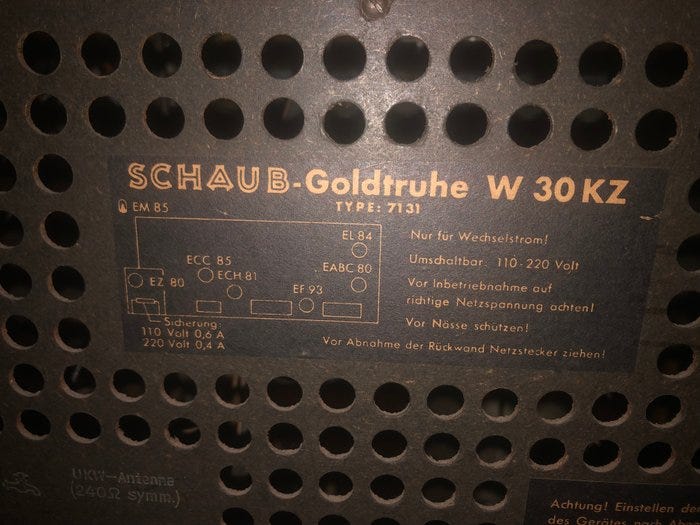 SCHAUB-Goldtruhe W 30 KZ
TYPE: 7131
EM 85
EL 84
ECC 85
ECH 81
EABC 80
EZ 80
EF 93
Sicherung:
110 Volt 0,6 A
220 Volt 0,4 A
Nur für Wechselstrom!
Umschaltbar: 110-220 Volt
Vor Inbetriebnahme auf
richtige Netzspannung achten!
Vor Nässe schützen!
Vor Abnahme der Rückwand Netzstecker ziehen!
UKW-Antenne
(240Ω symm.)
Achtung! Einstellen de
des Gerätes nach